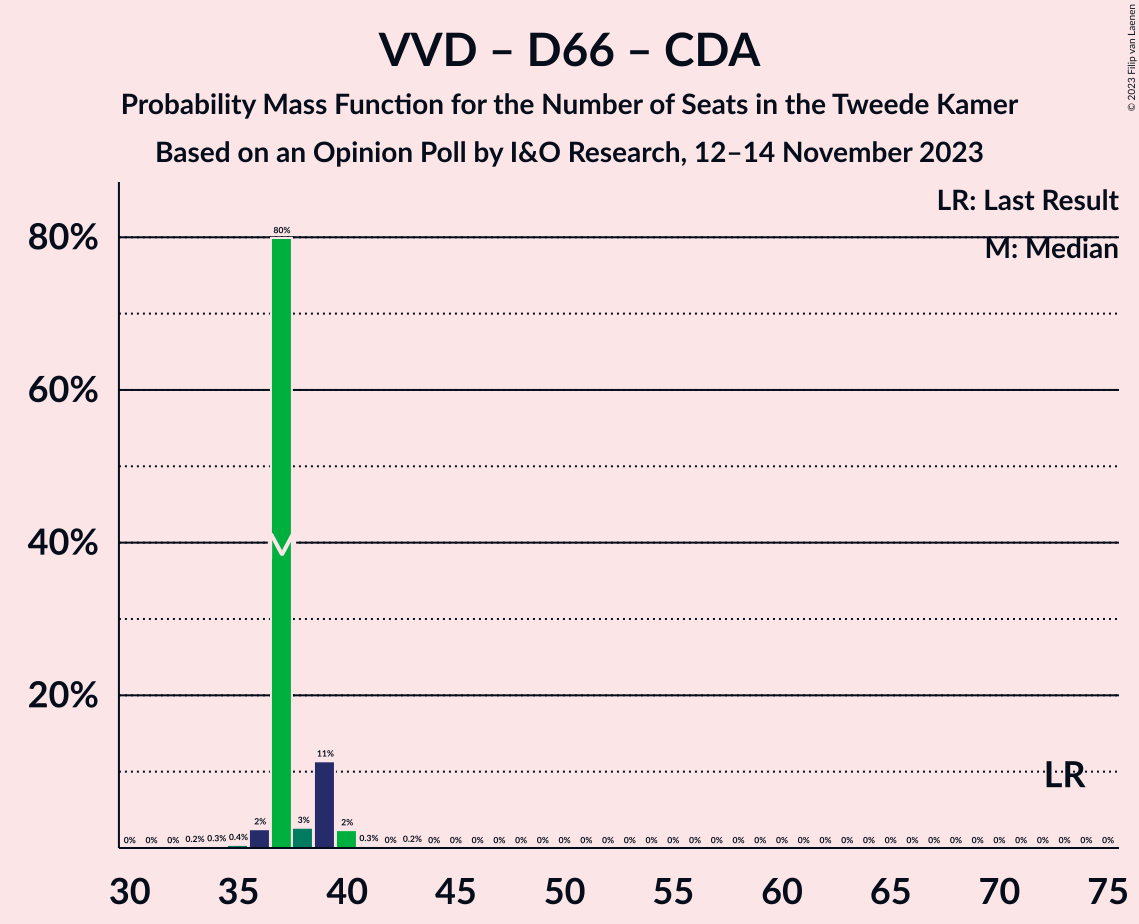 VVD – D66 – CDA
Probability Mass Function for the Number of Seats in the Tweede Kamer
Based on an Opinion Poll by I&O Research, 12–14 November 2023
© 2023 Filip van Laenen
LR: Last Result
M: Median
80%
60%
40%
20%
0% 0% 0% 0.2% 0.3% 0.4% 2% 80% 3% 11% 2% 0.3% 0% 0.2% 0% 0% 0% 0% 0% 0% 0% 0% 0% 0% 0% 0% 0% 0% 0% 0% 0% 0% 0% 0% 0% 0% 0% 0% 0% 0% 0% 0% 0% 0% 0% 0%
LR
30 35 40 45 50 55 60 65 70 75